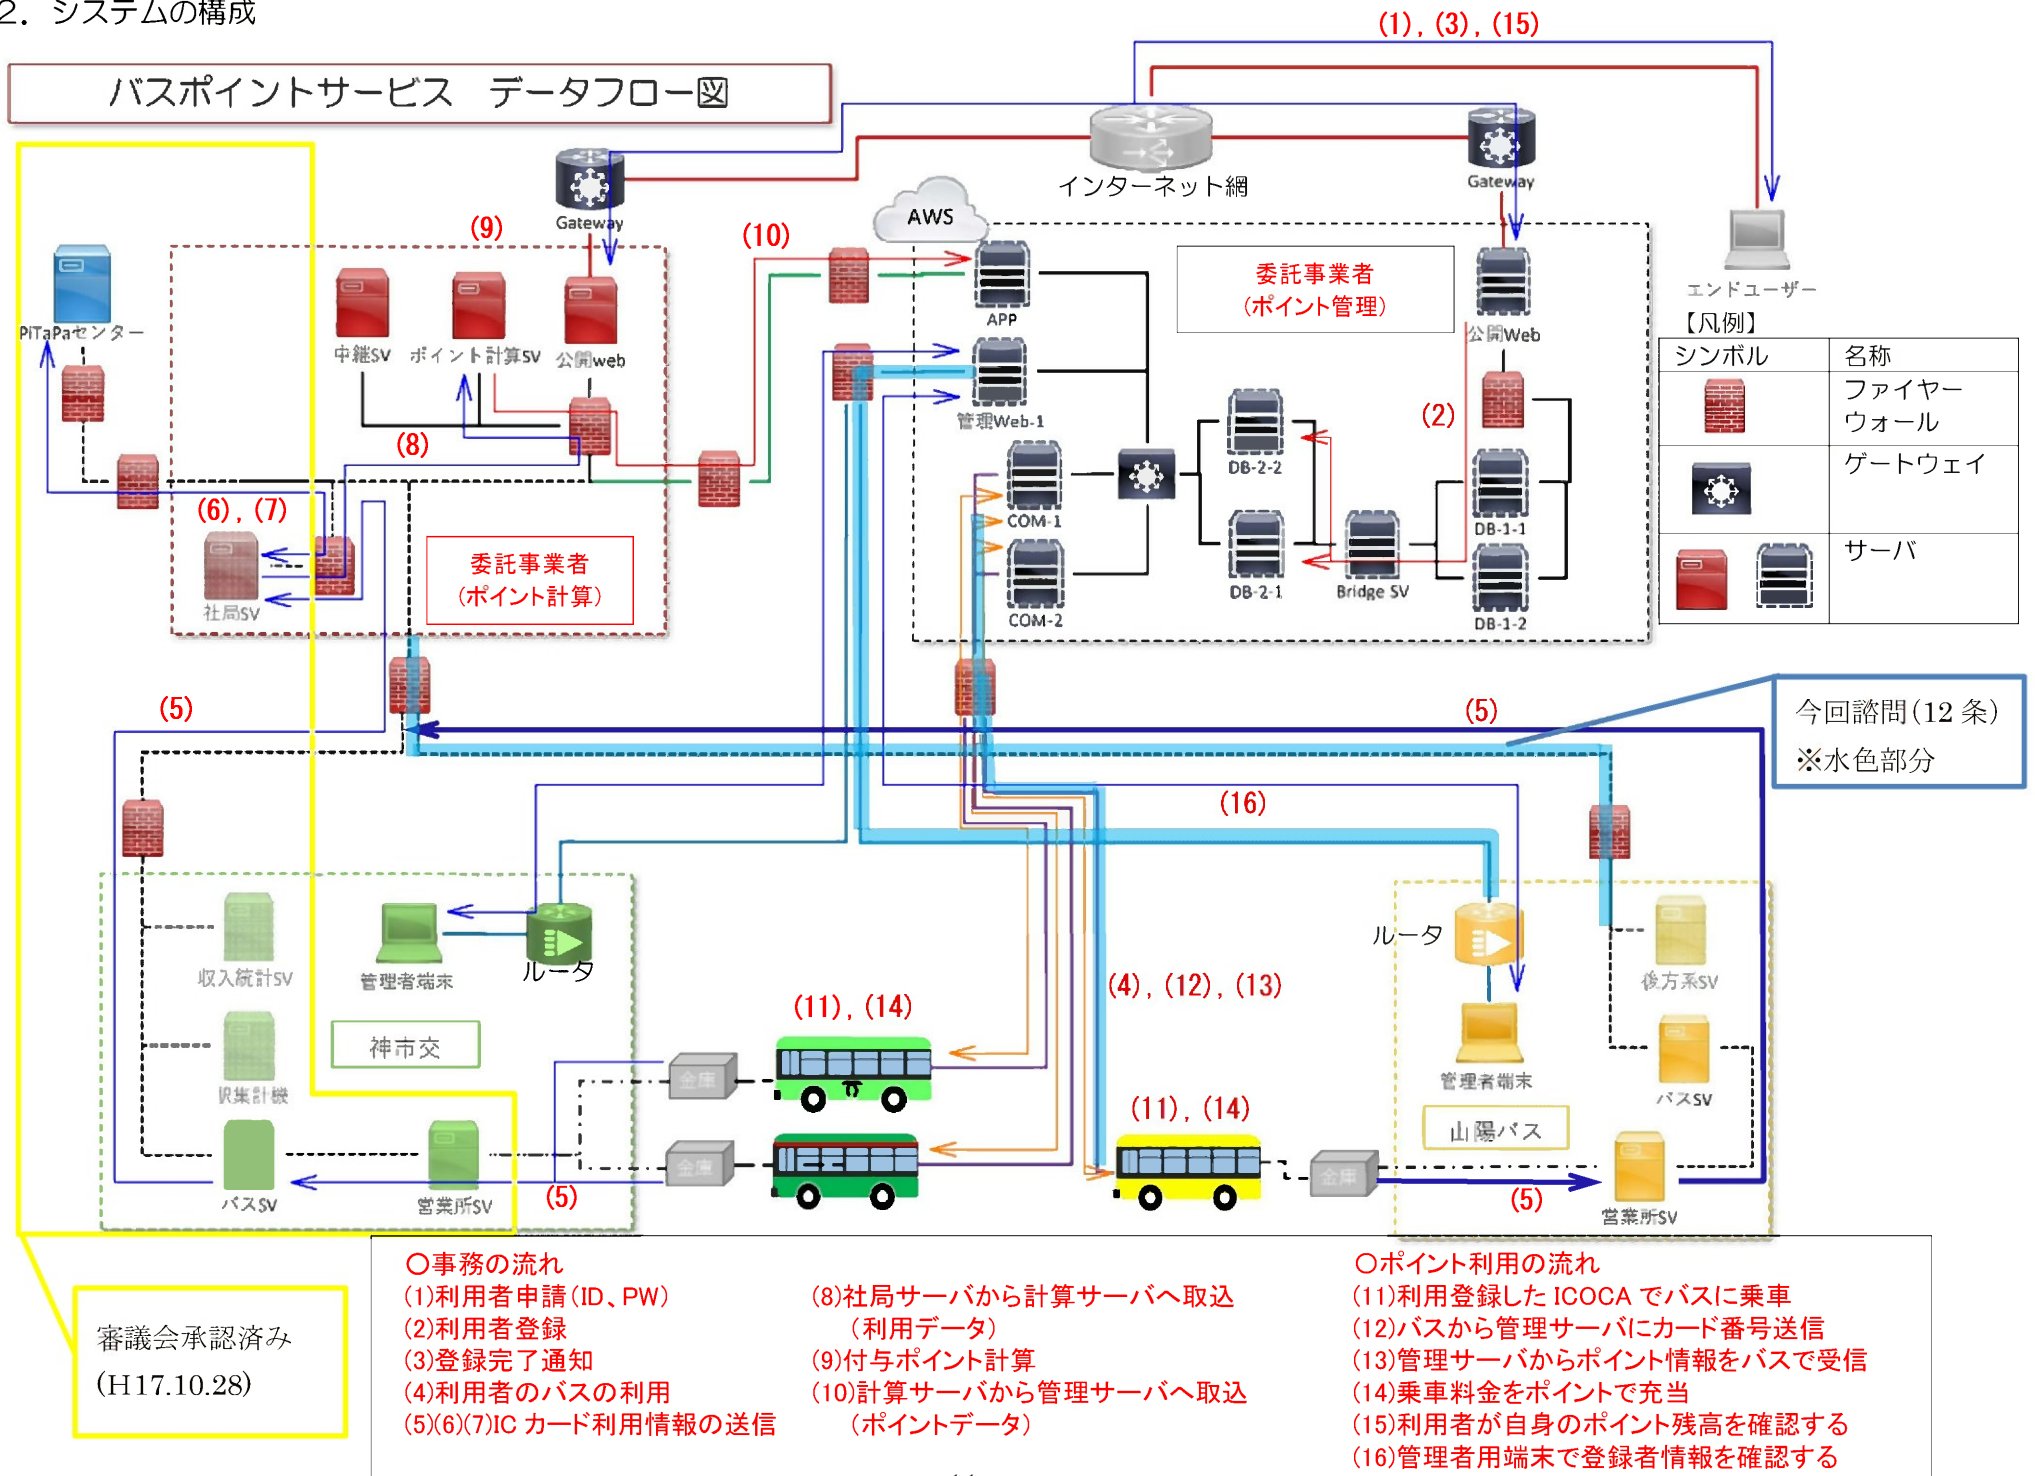 2．システムの構成
バスポイントサービス　データフロー図
(1), (3), (15)
インターネット網
Gateway
Gateway
AWS
エンドユーザー
(9)
(10)
PiTaPaセンター
中継SV
ポイント計算SV
公開web
APP
委託事業者
(ポイント管理)
公開Web
管理Web-1
(2)
(8)
DB-2-2
COM-1
DB-1-1
(6), (7)
委託事業者
(ポイント計算)
社局SV
COM-2
DB-2-1
Bridge SV
DB-1-2
【凡例】
シンボル
名称
ファイヤー
ウォール
ゲートウェイ
サーバ
(5)
(5)
今回諮問(12 条)
※水色部分
(16)
収入統計SV
管理者端末
ルータ
ルータ
後方系SV
(4), (12), (13)
(11), (14)
神市交
金庫
管理者端末
バスSV
(11), (14)
山陽バス
金庫
金庫
バスSV
営業所SV
(5)
(5)
営業所SV
審議会承認済み
(H17.10.28)
〇事務の流れ
(1)利用者申請(ID、PW)
(2)利用者登録
(3)登録完了通知
(4)利用者のバスの利用
(5)(6)(7)IC カード利用情報の送信
(8)社局サーバから計算サーバへ取込
(利用データ)
(9)付与ポイント計算
(10)計算サーバから管理サーバへ取込
(ポイントデータ)
〇ポイント利用の流れ
(11)利用登録した ICOCA でバスに乗車
(12)バスから管理サーバにカード番号送信
(13)管理サーバからポイント情報をバスで受信
(14)乗車料金をポイントで充当
(15)利用者が自身のポイント残高を確認する
(16)管理者用端末で登録者情報を確認する